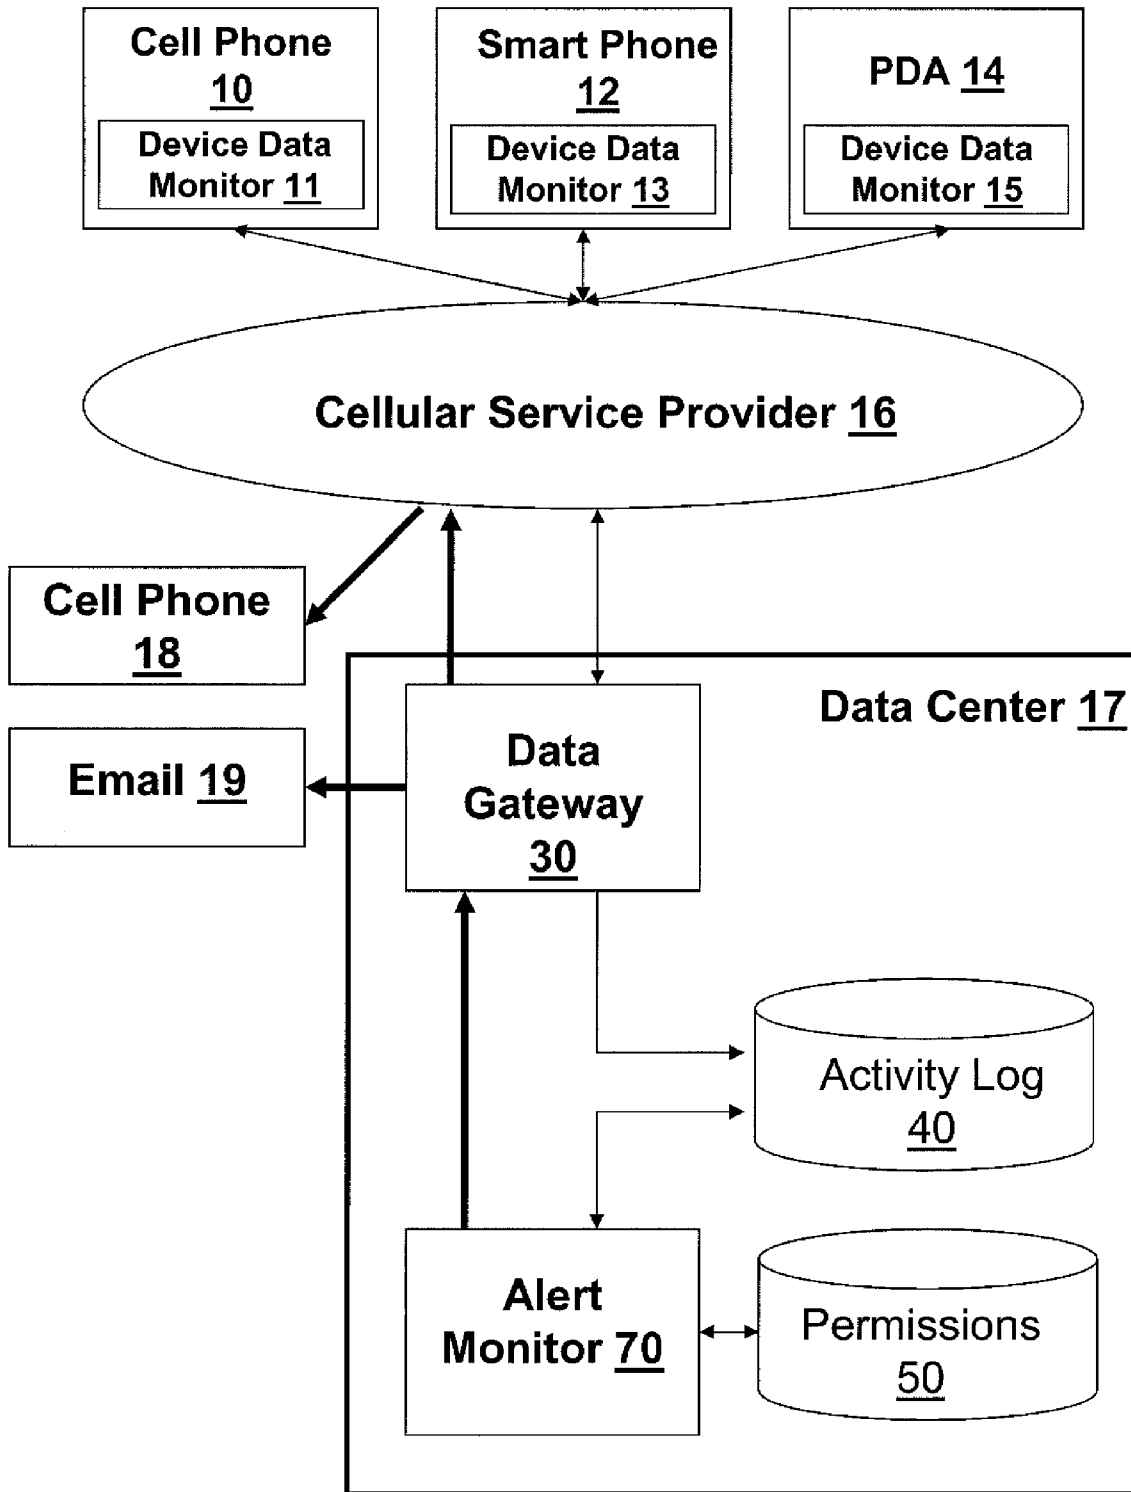 Cell Phone
10
Device Data
Monitor 11
Smart Phone
12
Device Data
Monitor 13
PDA 14
Device Data
Monitor 15
Cellular Service Provider 16
Cell Phone
18
Email 19
Data Center 17
Data
Gateway
30
Activity Log
40
Alert
Monitor 70
Permissions
50